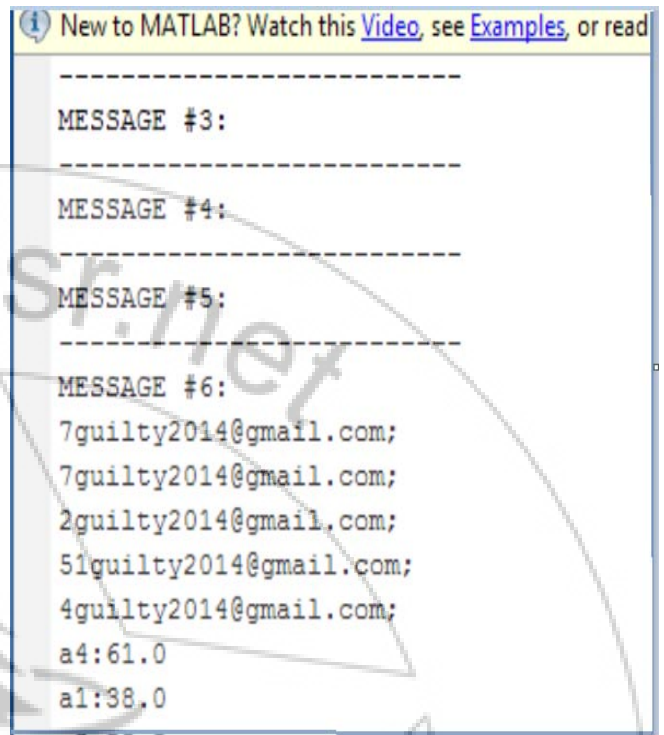 New to MATLAB? Watch this Video, see Examples, or read
--------------------------
MESSAGE #3:
--------------------------
MESSAGE #4:
--------------------------
MESSAGE #5:
--------------------------
MESSAGE #6:
7guilty2014@gmail.com;
7guilty2014@gmail.com;
2guilty2014@gmail.com;
51guilty2014@gmail.com;
4guilty2014@gmail.com;
a4:61.0
a1:38.0
sr.net